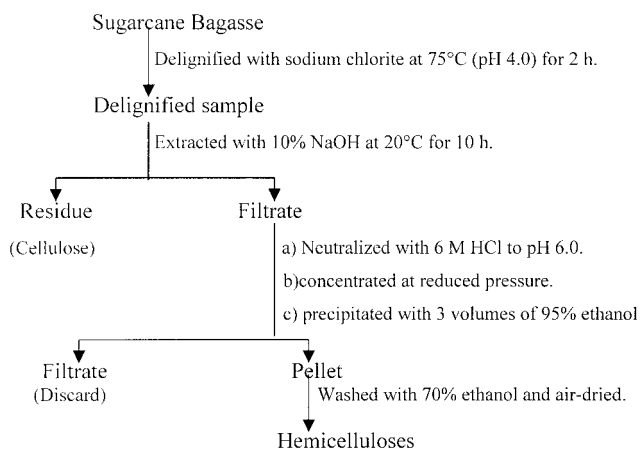 Sugarcane Bagasse
Delignified with sodium chlorite at 75°C (pH 4.0) for 2 h.
Delignified sample
Extracted with 10% NaOH at 20°C for 10 h.
Residue
Filtrate
(Cellulose)
a) Neutralized with 6 M HCl to pH 6.0.
b)concentrated at reduced pressure.
c) precipitated with 3 volumes of 95% ethanol
Filtrate
(Discard)
Pellet
Washed with 70% ethanol and air-dried.
Hemicelluloses